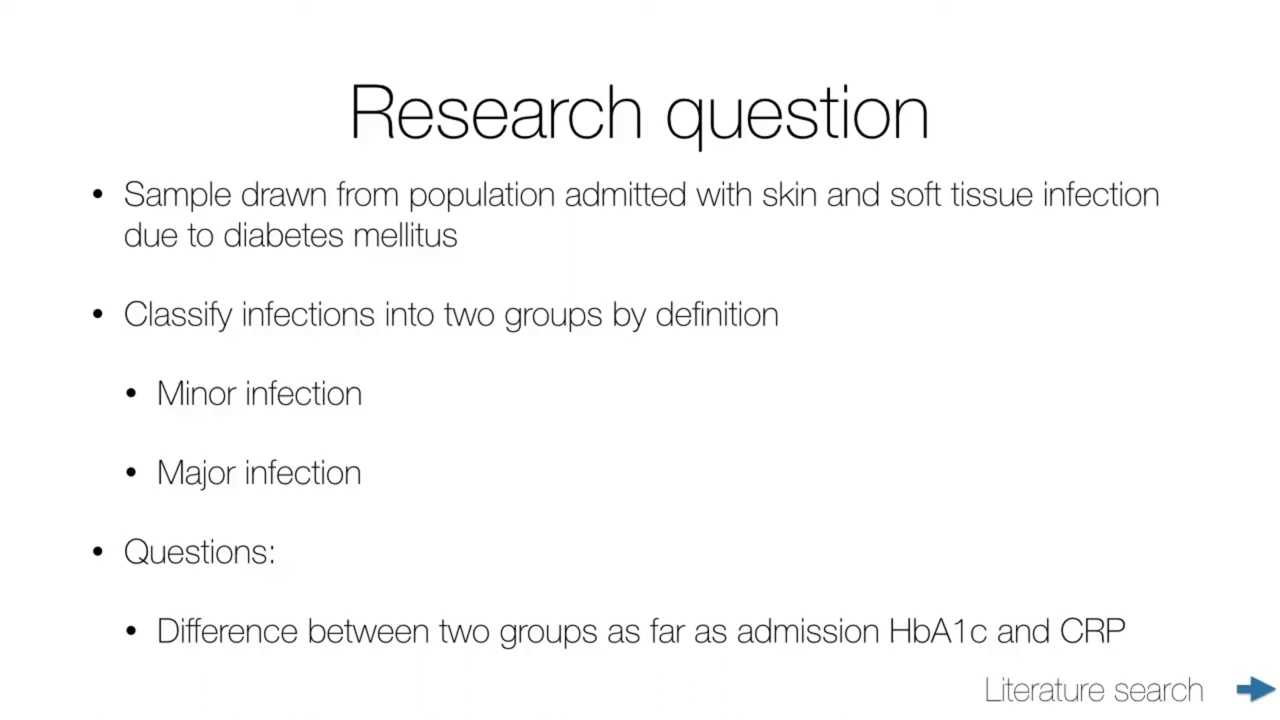 Research question
• Sample drawn from population admitted with skin and soft tissue infection
due to diabetes mellitus
• Classify infections into two groups by definition
• Minor infection
• Major infection
• Questions:
• Difference between two groups as far as admission HbA1c and CRP
Literature search